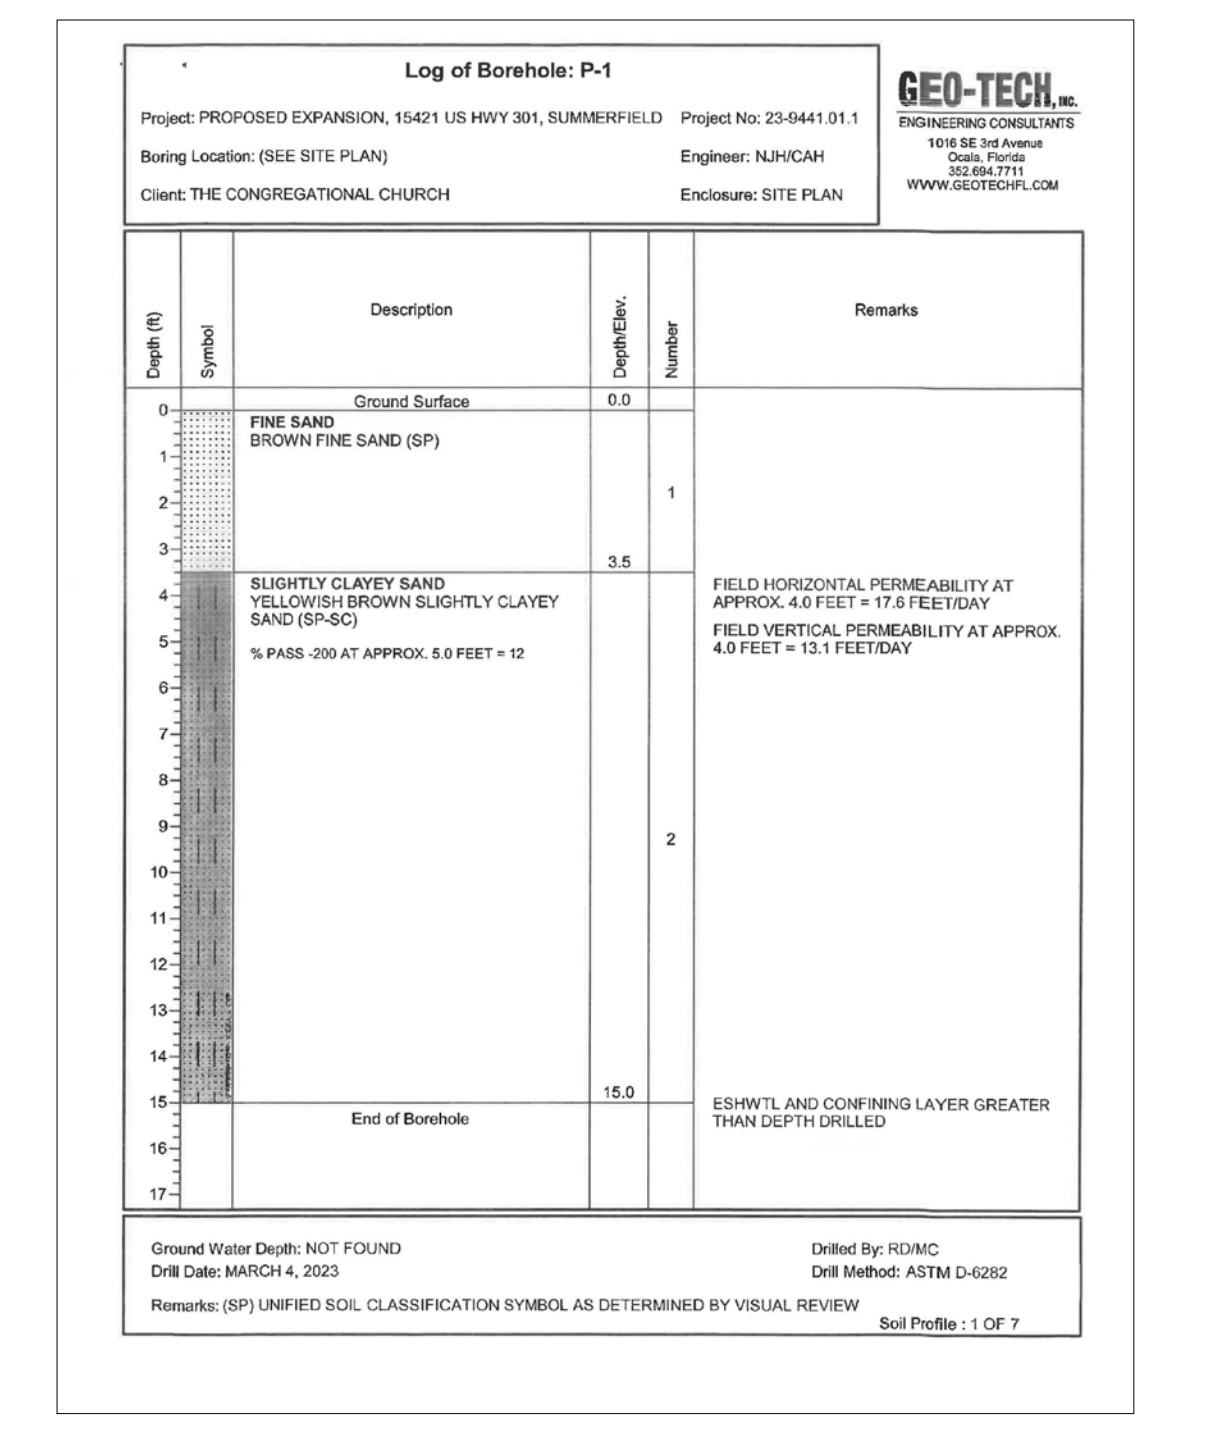 Log of Borehole: P-1
Project: PROPOSED EXPANSION, 15421 US HWY 301, SUMMERFIELD Project No: 23-9441.01.1
Boring Location: (SEE SITE PLAN) Engineer: NJH/CAH
Client: THE CONGREGATIONAL CHURCH Enclosure: SITE PLAN
GEO-TECH, INC.
ENGINEERING CONSULTANTS
1016 SE 3rd Avenue
Ocala, Florida
352.694.7711
WWW.GEOTECHFL.COM
Depth (ft) Symbol Description Depth/Elev. Number Remarks
Ground Surface 0.0
0
FINE SAND
BROWN FINE SAND (SP)
1
2 1
3
3.5
SLIGHTLY CLAYEY SAND FIELD HORIZONTAL PERMEABILITY AT
4 YELLOWISH BROWN SLIGHTLY CLAYEY APPROX. 4.0 FEET = 17.6 FEET/DAY
SAND (SP-SC)
FIELD VERTICAL PERMEABILITY AT APPROX.
5 4.0 FEET = 13.1 FEET/DAY
% PASS -200 AT APPROX. 5.0 FEET = 12
6
7
8
9 2
10
11
12
13
14
15.0
15 ESHWTL AND CONFINING LAYER GREATER
End of Borehole THAN DEPTH DRILLED
16
17
Ground Water Depth: NOT FOUND Drilled By: RD/MC
Drill Date: MARCH 4, 2023 Drill Method: ASTM D-6282
Remarks: (SP) UNIFIED SOIL CLASSIFICATION SYMBOL AS DETERMINED BY VISUAL REVIEW
Soil Profile : 1 OF 7